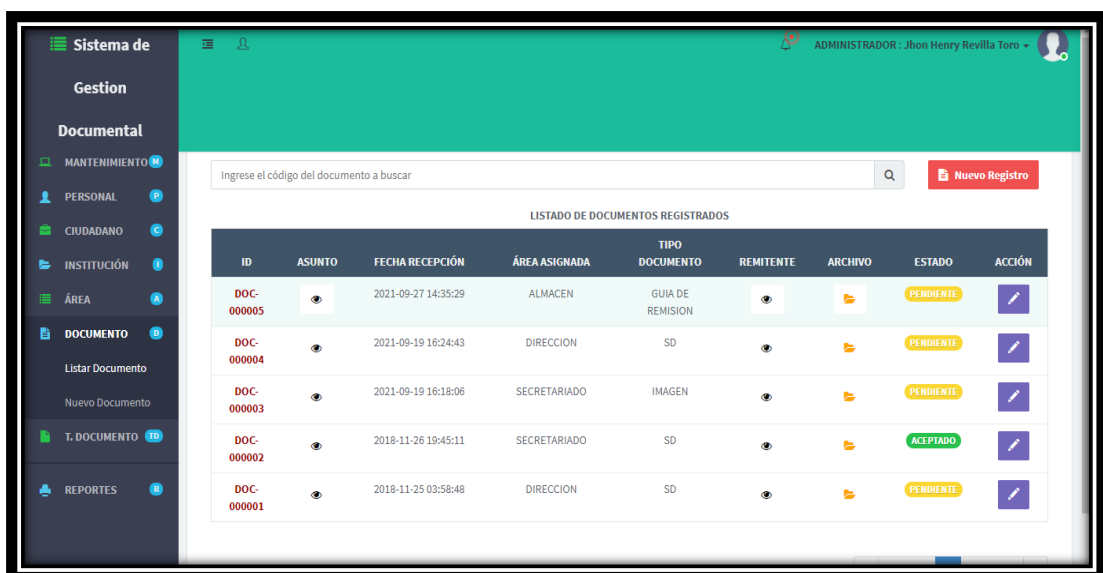 Sistema de
Gestion
Documental
ADMINISTRADOR : Jhon Henry Revilla Toro
MANTENIMIENTO M
PERSONAL P
CIUDADANO C
INSTITUCIÓN I
ÁREA A
DOCUMENTO D
Listar Documento
Nuevo Documento
T. DOCUMENTO TD
REPORTES R
Ingrese el código del documento a buscar
Nuevo Registro
LISTADO DE DOCUMENTOS REGISTRADOS
ID ASUNTO FECHA RECEPCIÓN ÁREA ASIGNADA TIPO DOCUMENTO REMITENTE ARCHIVO ESTADO ACCIÓN
DOC-000005 2021-09-27 14:35:29 ALMACEN GUIA DE REMISION PENDIENTE
DOC-000004 2021-09-19 16:24:43 DIRECCION SD PENDIENTE
DOC-000003 2021-09-19 16:18:06 SECRETARIADO IMAGEN PENDIENTE
DOC-000002 2018-11-26 19:45:11 SECRETARIADO SD ACEPTADO
DOC-000001 2018-11-25 03:58:48 DIRECCION SD PENDIENTE